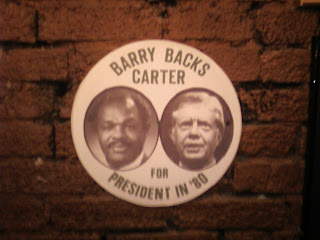 BARRY BACKS
CARTER
FOR
PRESIDENT IN '80